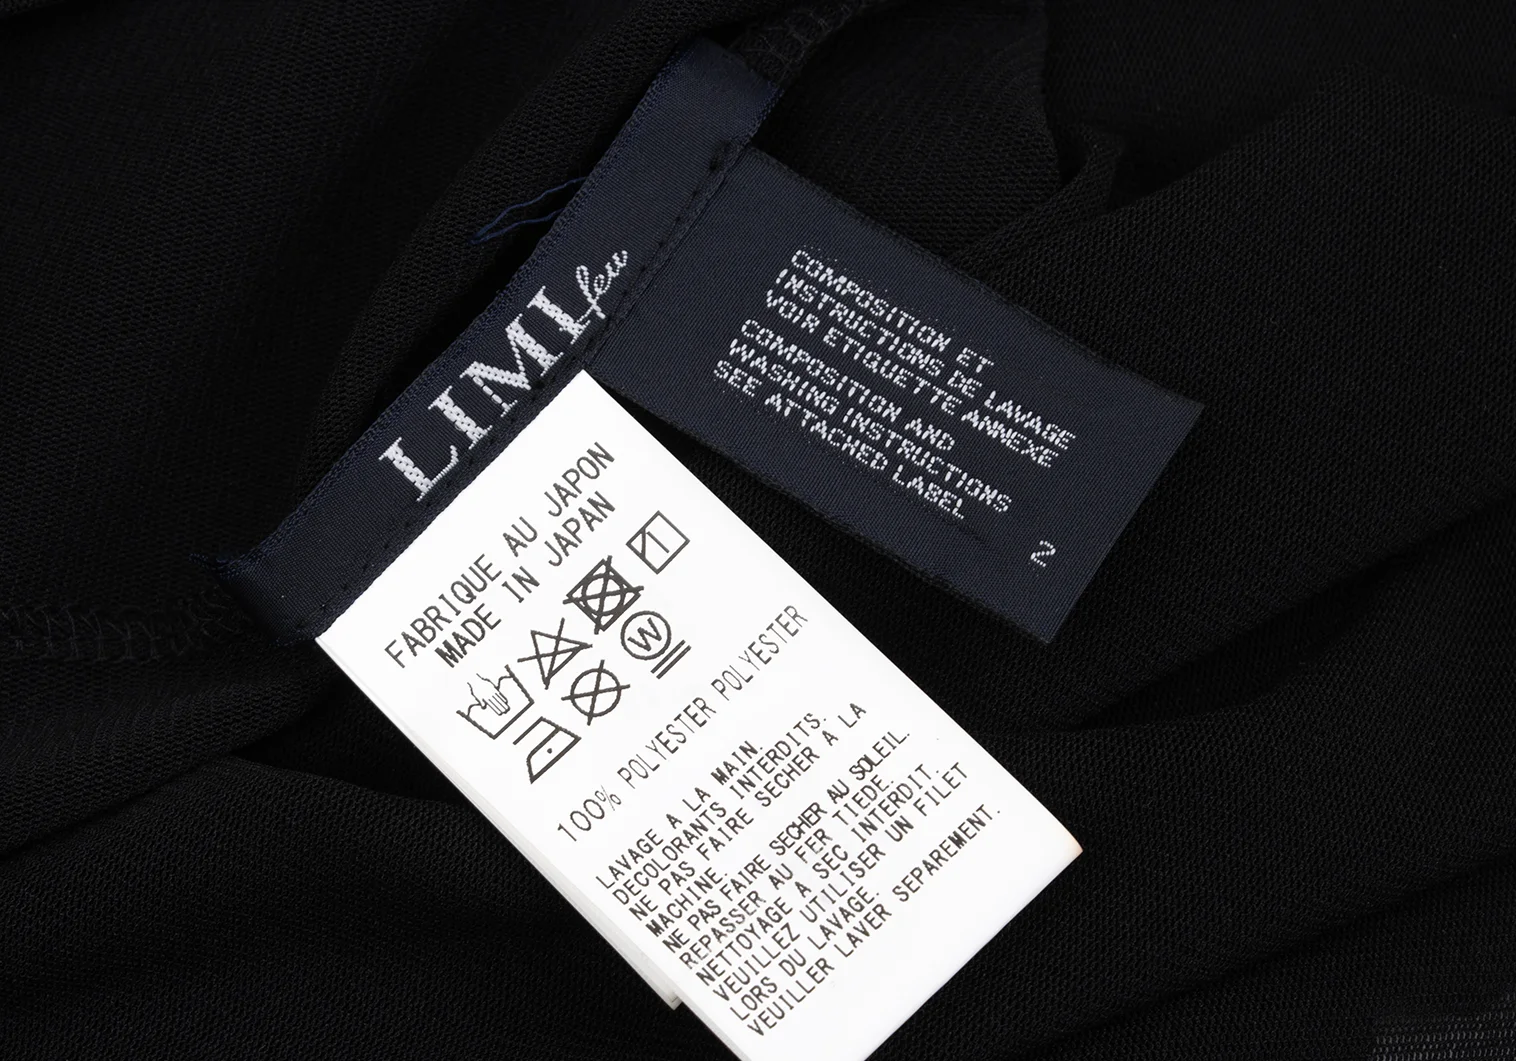 LIMI feu
COMPOSITION ET
INSTRUCTIONS DE LAVAGE
VOIR ETIQUETTE ANNEXE
COMPOSITION AND
WASHING INSTRUCTIONS
SEE ATTACHED LABEL
2
FABRIQUE AU JAPON
MADE IN JAPAN
W
100% POLYESTER POLYESTER
LAVAGE A LA MAIN.
DECOLORANTS INTERDITS.
NE PAS FAIRE SECHER A LA
MACHINE.
NE PAS FAIRE SECHER AU SOLEIL.
REPASSER AU FER TIEDE.
NETTOYAGE A SEC INTERDIT.
VEUILLEZ UTILISER UN FILET
LORS DU LAVAGE.
VEUILLER LAVER SEPAREMENT.